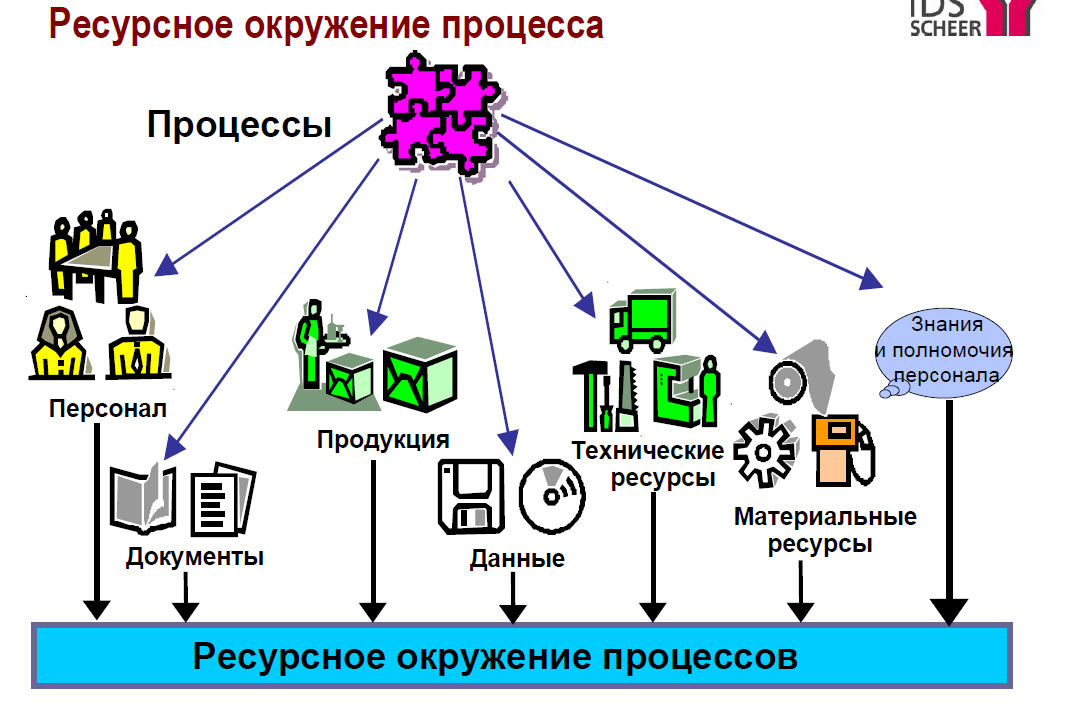 Ресурсное окружение процесса
IDS
SCHEER
Процессы
Знания
и полномочия
персонала
Персонал
Продукция
Технические
ресурсы
Материальные
ресурсы
Документы
Данные
Ресурсное окружение процессов